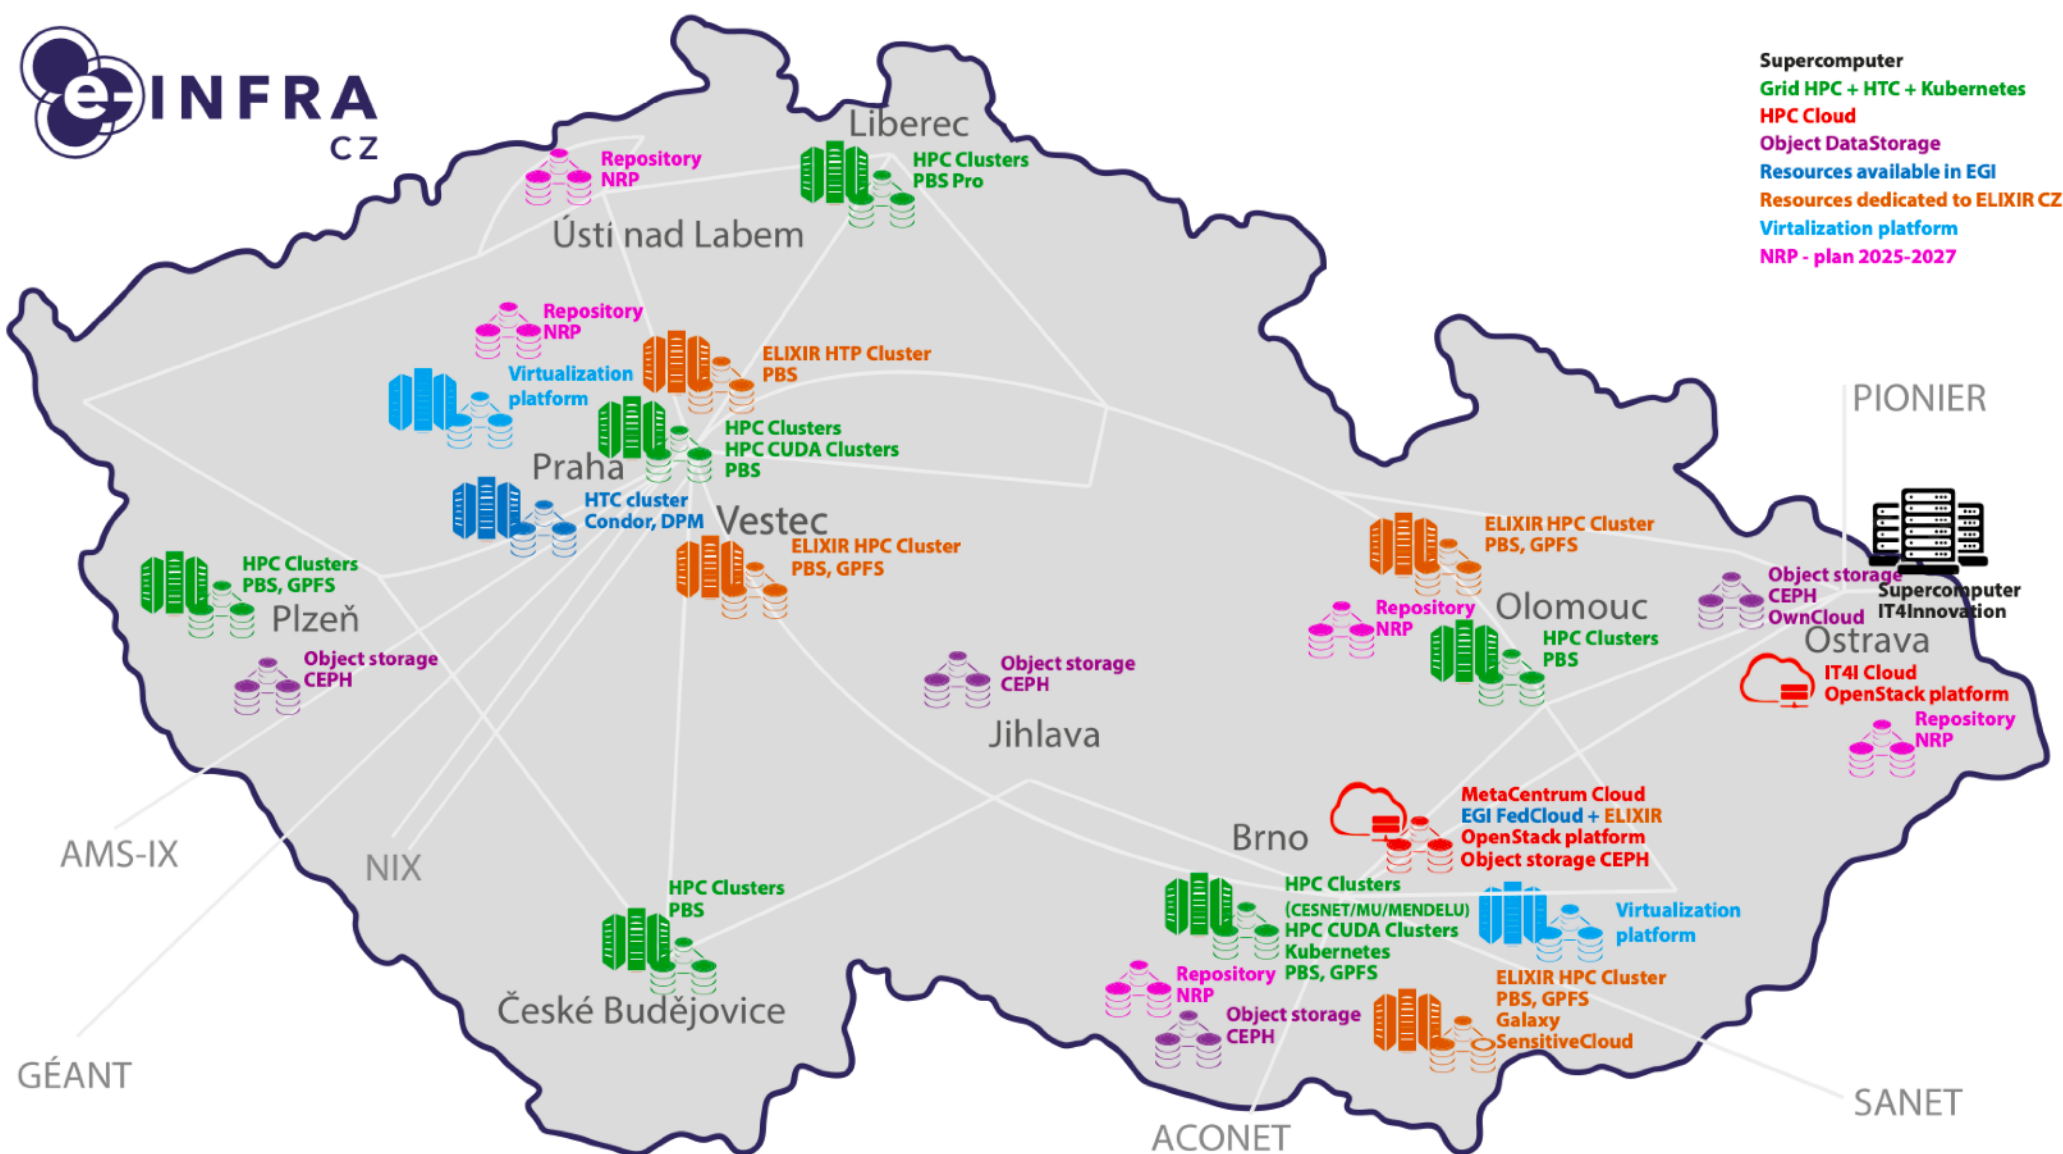 e-INFRA
CZ
Supercomputer
Grid HPC + HTC + Kubernetes
HPC Cloud
Object DataStorage
Resources available in EGI
Resources dedicated to ELIXIR CZ
Virtalization platform
NRP - plan 2025-2027
Liberec
HPC Clusters
PBS Pro
Repository
NRP
Ústí nad Labem
Repository
NRP
Virtualization
platform
ELIXIR HTP Cluster
PBS
HPC Clusters
HPC CUDA Clusters
PBS
Praha
HTC cluster
Condor, DPM
Vestec
ELIXIR HPC Cluster
PBS, GPFS
HPC Clusters
PBS, GPFS
Plzeň
Object storage
CEPH
Object storage
CEPH
Jihlava
ELIXIR HPC Cluster
PBS, GPFS
Olomouc
Repository
NRP
HPC Clusters
PBS
PIONIER
Object storage
CEPH
OwnCloud
Supercomputer
IT4Innovation
Ostrava
IT4I Cloud
OpenStack platform
Repository
NRP
Brno
MetaCentrum Cloud
EGI FedCloud + ELIXIR
OpenStack platform
Object storage CEPH
HPC Clusters
(CESNET/MU/MENDELU)
HPC CUDA Clusters
Kubernetes
PBS, GPFS
Virtualization
platform
Repository
NRP
Object storage
CEPH
ELIXIR HPC Cluster
PBS, GPFS
Galaxy
SensitiveCloud
HPC Clusters
PBS
České Budějovice
AMS-IX
NIX
GÉANT
ACONET
SANET